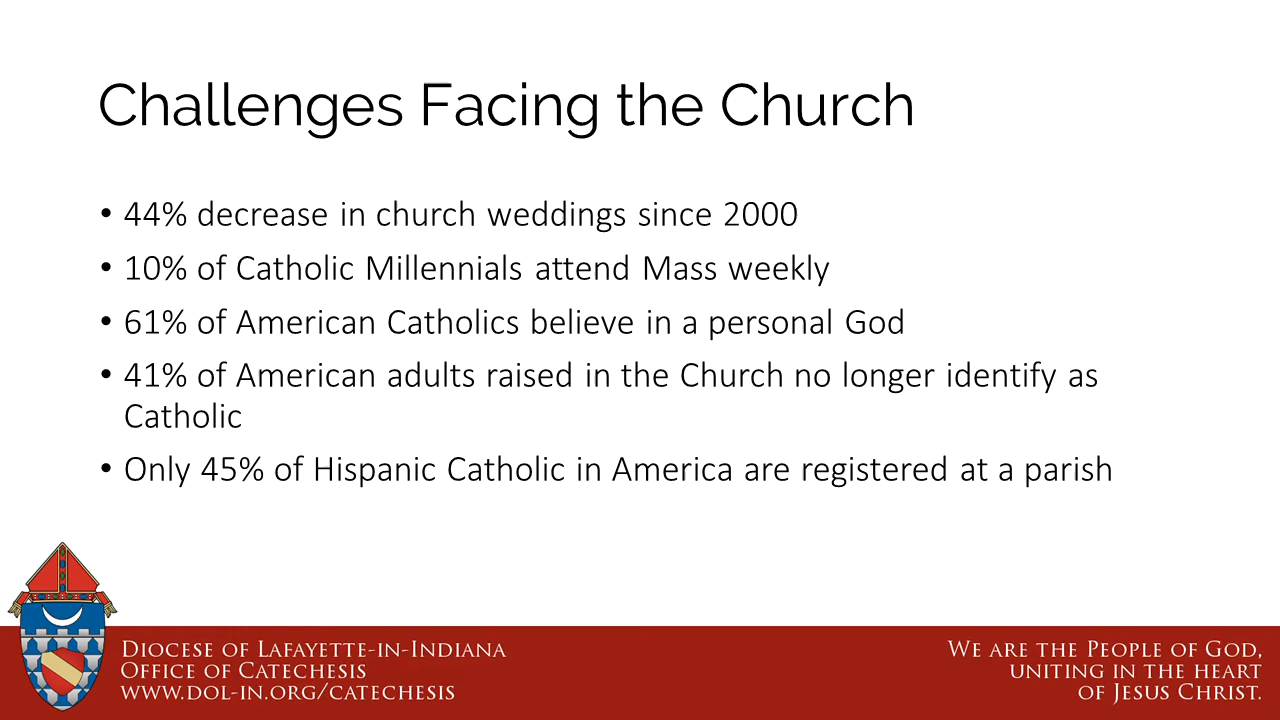 Challenges Facing the Church
• 44% decrease in church weddings since 2000
• 10% of Catholic Millennials attend Mass weekly
• 61% of American Catholics believe in a personal God
• 41% of American adults raised in the Church no longer identify as
Catholic
• Only 45% of Hispanic Catholic in America are registered at a parish
Diocese of Lafayette-in-Indiana
Office of Catechesis
www.dol-in.org/catechesis
We are the People of God,
uniting in the heart
of Jesus Christ.